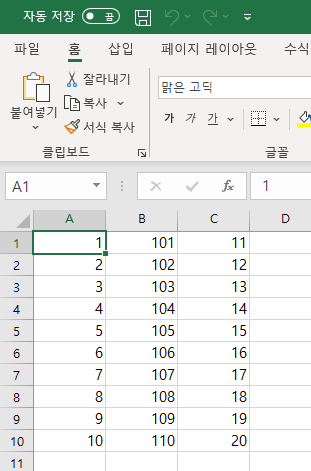 자동 저장 끔
파일 홈 삽입 페이지 레이아웃 수식
붙여넣기
잘라내기
복사
서식 복사
클립보드
맑은 고딕
가 가 가
글꼴
A1 fx 1
A B C D
1 1 101 11
2 2 102 12
3 3 103 13
4 4 104 14
5 5 105 15
6 6 106 16
7 7 107 17
8 8 108 18
9 9 109 19
10 10 110 20
11